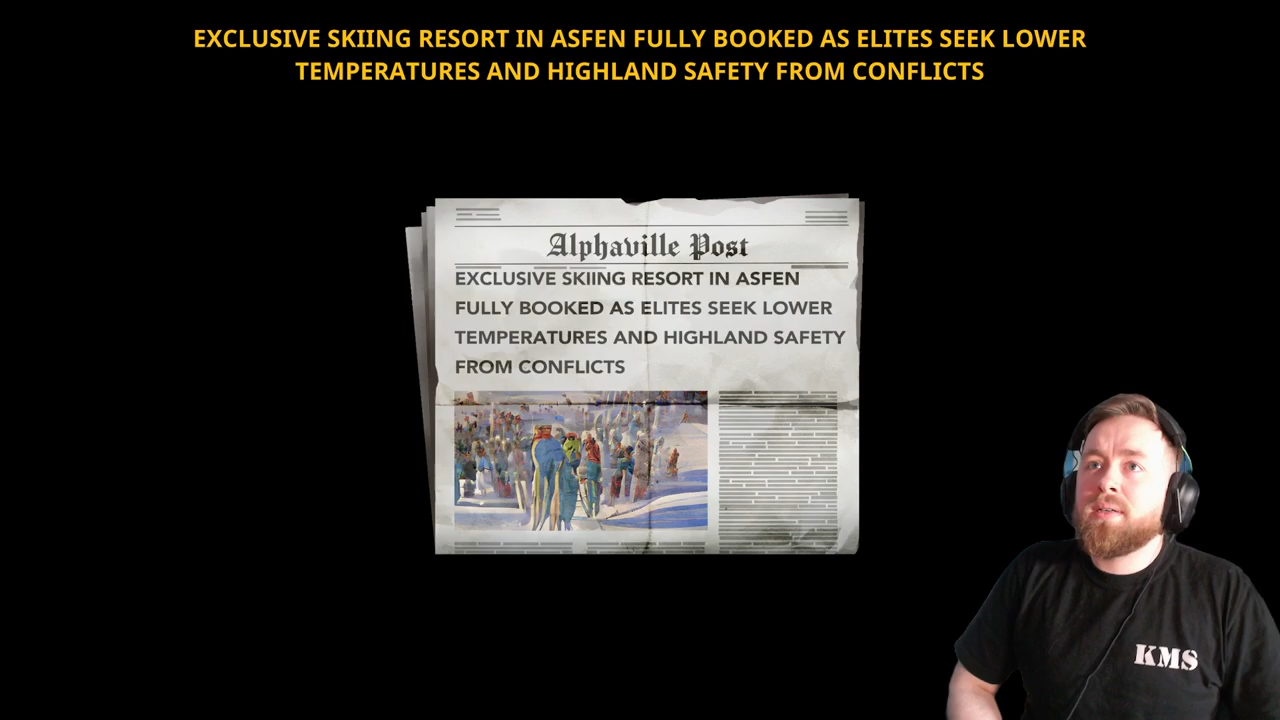 EXCLUSIVE SKIING RESORT IN ASFEN FULLY BOOKED AS ELITES SEEK LOWER
TEMPERATURES AND HIGHLAND SAFETY FROM CONFLICTS
Alphaville Post
EXCLUSIVE SKIING RESORT IN ASFEN
FULLY BOOKED AS ELITES SEEK LOWER
TEMPERATURES AND HIGHLAND SAFETY
FROM CONFLICTS
KMS